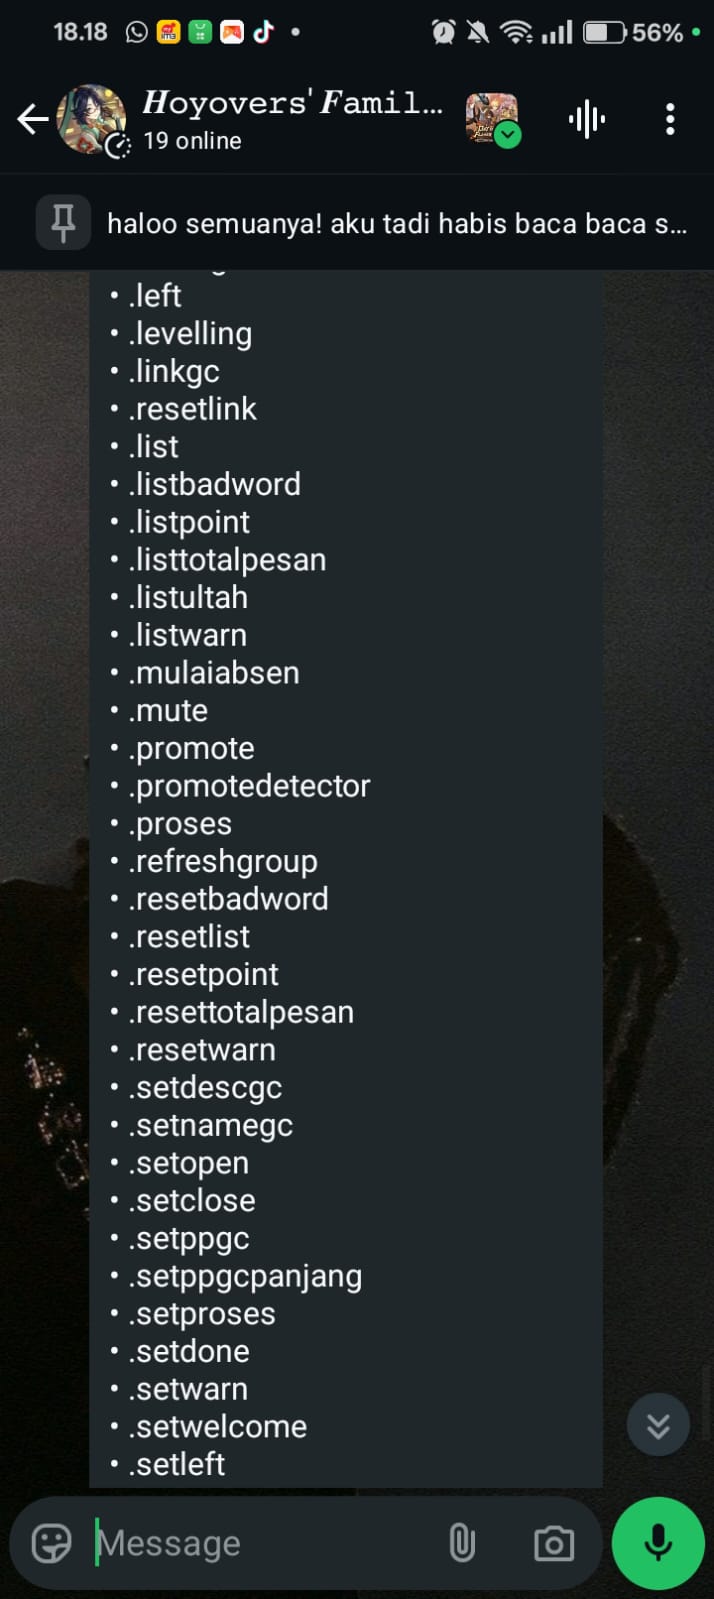 18.18
56%
Hoyovers' Famil...
19 online
haloo semuanya! aku tadi habis baca baca s...
• .left
• .levelling
• .linkgc
• .resetlink
• .list
• .listbadword
• .listpoint
• .listtotalpesan
• .listultah
• .listwarn
• .mulaiabsen
• .mute
• .promote
• .promotedetector
• .proses
• .refreshgroup
• .resetbadword
• .resetlist
• .resetpoint
• .resettotalpesan
• .resetwarn
• .setdescgc
• .setnamegc
• .setopen
• .setclose
• .setppgc
• .setppgcpanjang
• .setproses
• .setdone
• .setwarn
• .setwelcome
• .setleft
Message